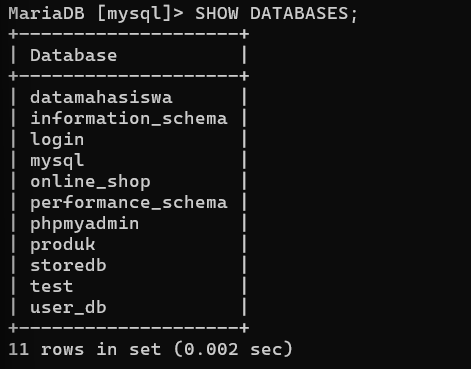 MariaDB [mysql]> SHOW DATABASES;
+--------------------+
| Database           |
+--------------------+
| datamahasiswa      |
| information_schema |
| login              |
| mysql              |
| online_shop        |
| performance_schema |
| phpmyadmin         |
| produk             |
| storedb            |
| test               |
| user_db            |
+--------------------+
11 rows in set (0.002 sec)